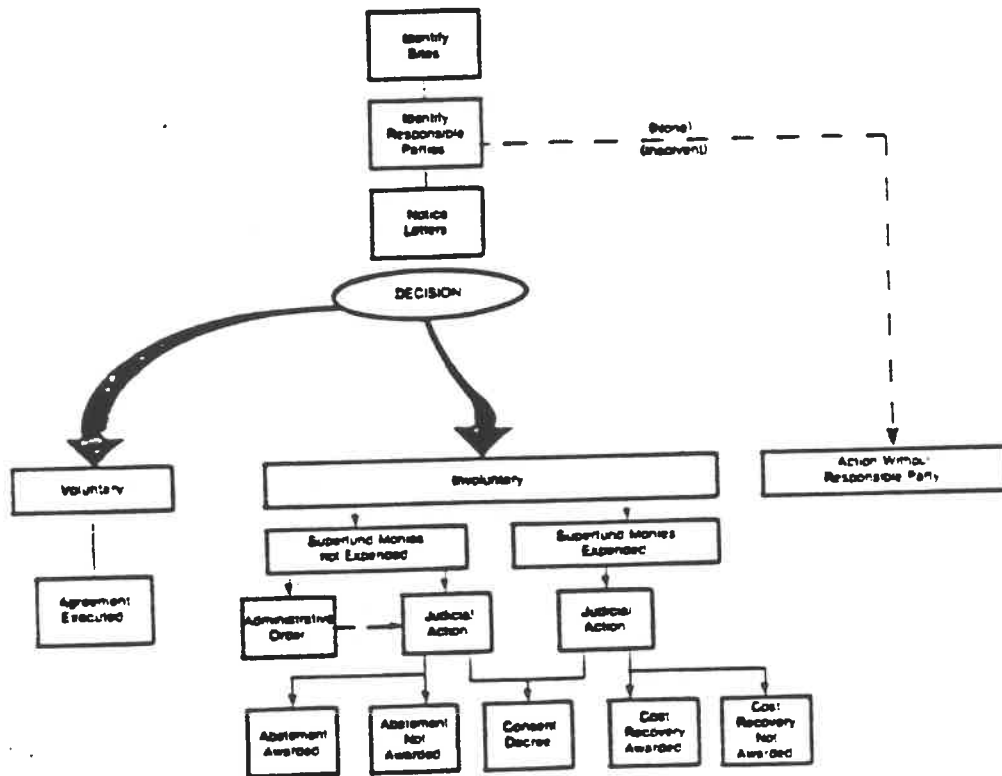 Identify
Sites
Identify
Responsible
Parties
(None)
(Insolvent)
Notice
Letters
DECISION
Voluntary
Involuntary
Action Without
Responsible Party
Superfund Monies
Not Expended
Superfund Monies
Expended
Agreement
Executed
Administrative
Order
Judicial
Action
Judicial
Action
Abatement
Awarded
Abatement
Not
Awarded
Consent
Decree
Cost
Recovery
Awarded
Cost
Recovery
Not
Awarded